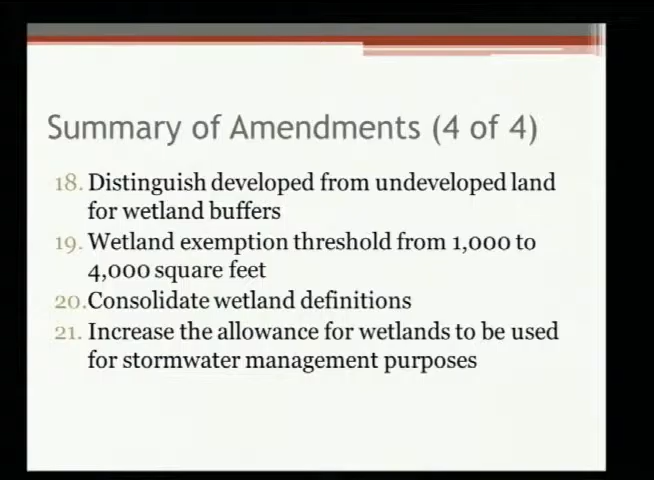 Summary of Amendments (4 of 4)
18. Distinguish developed from undeveloped land
for wetland buffers
19. Wetland exemption threshold from 1,000 to
4,000 square feet
20. Consolidate wetland definitions
21. Increase the allowance for wetlands to be used
for stormwater management purposes